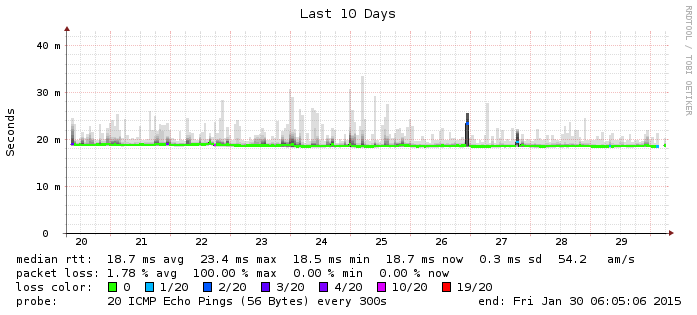 Last 10 Days
RRDTOOL / TOBI OETIKER
Seconds
40 m
30 m
20 m
10 m
0
20 21 22 23 24 25 26 27 28 29
median rtt: 18.7 ms avg 23.4 ms max 18.5 ms min 18.7 ms now 0.3 ms sd 54.2 am/s
packet loss: 1.78 % avg 100.00 % max 0.00 % min 0.00 % now
loss color: 0 1/20 2/20 3/20 4/20 10/20 19/20
probe: 20 ICMP Echo Pings (56 Bytes) every 300s end: Fri Jan 30 06:05:06 2015